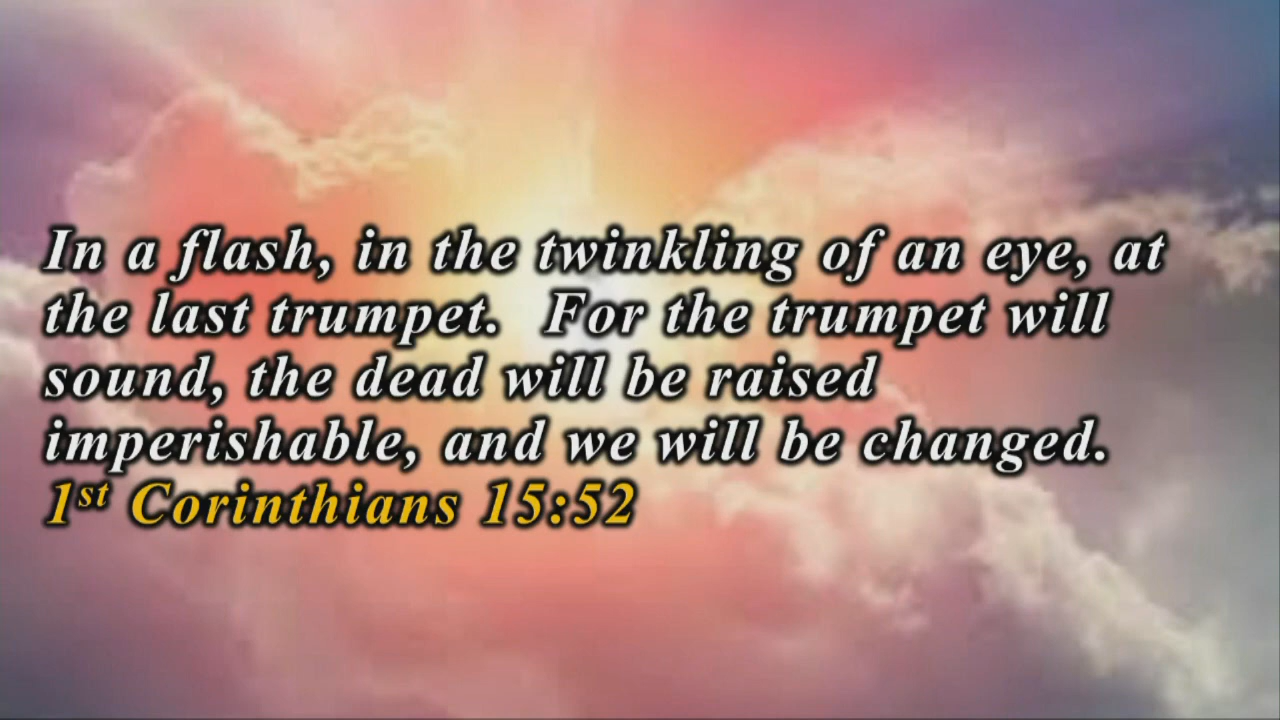 In a flash, in the twinkling of an eye, at
the last trumpet.  For the trumpet will
sound, the dead will be raised
imperishable, and we will be changed.
1st Corinthians 15:52